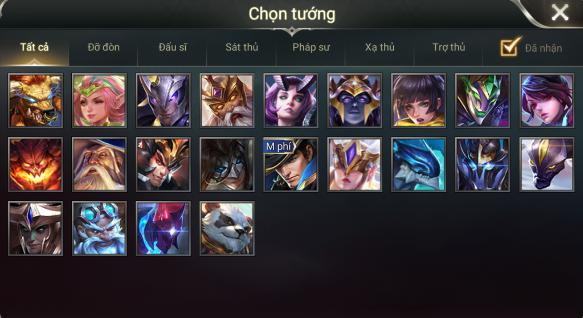 Chọn tướng
Tất cả Đỡ đòn Đấu sĩ Sát thủ Pháp sư Xạ thủ Trợ thủ Đã nhận
M phí